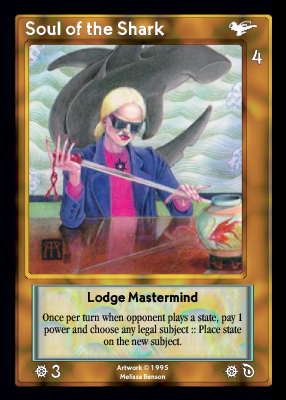 Soul of the Shark
4
Lodge Mastermind
Once per turn when opponent plays a state, pay 1
power and choose any legal subject :: Place state
on the new subject.
Artwork © 1995
Melissa Benson
3